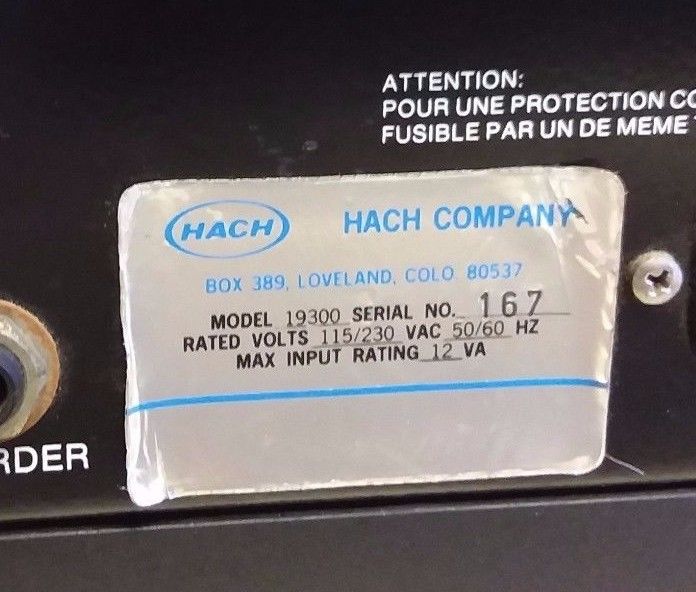 ATTENTION:
POUR UNE PROTECTION CO
FUSIBLE PAR UN DE MEME
HACH HACH COMPANY
BOX 389, LOVELAND, COLO 80537
MODEL 19300 SERIAL NO. 167
RATED VOLTS 115/230 VAC 50/60 HZ
MAX INPUT RATING 12 VA
RDER